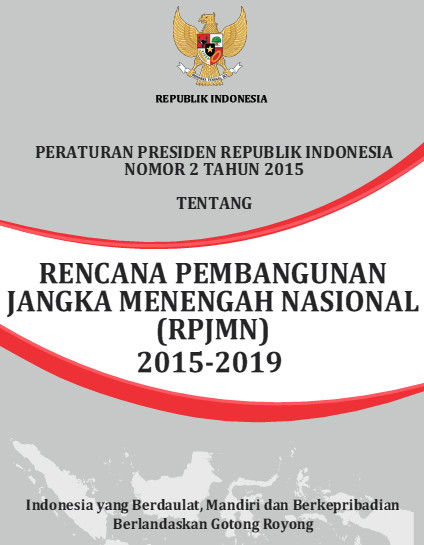 REPUBLIK INDONESIA
PERATURAN PRESIDEN REPUBLIK INDONESIA
NOMOR 2 TAHUN 2015
TENTANG
RENCANA PEMBANGUNAN
JANGKA MENENGAH NASIONAL
(RPJMN)
2015-2019
Indonesia yang Berdaulat, Mandiri dan Berkepribadian
Berlandaskan Gotong Royong